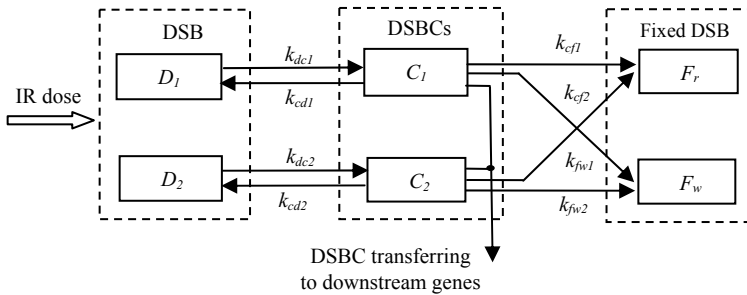 DSB
DSBCs
Fixed DSB
IR dose
D1
kdc1
kcd1
C1
kcf1
kcf2
Fr
D2
kdc2
kcd2
C2
kfw1
kfw2
Fw
DSBC transferring
to downstream genes